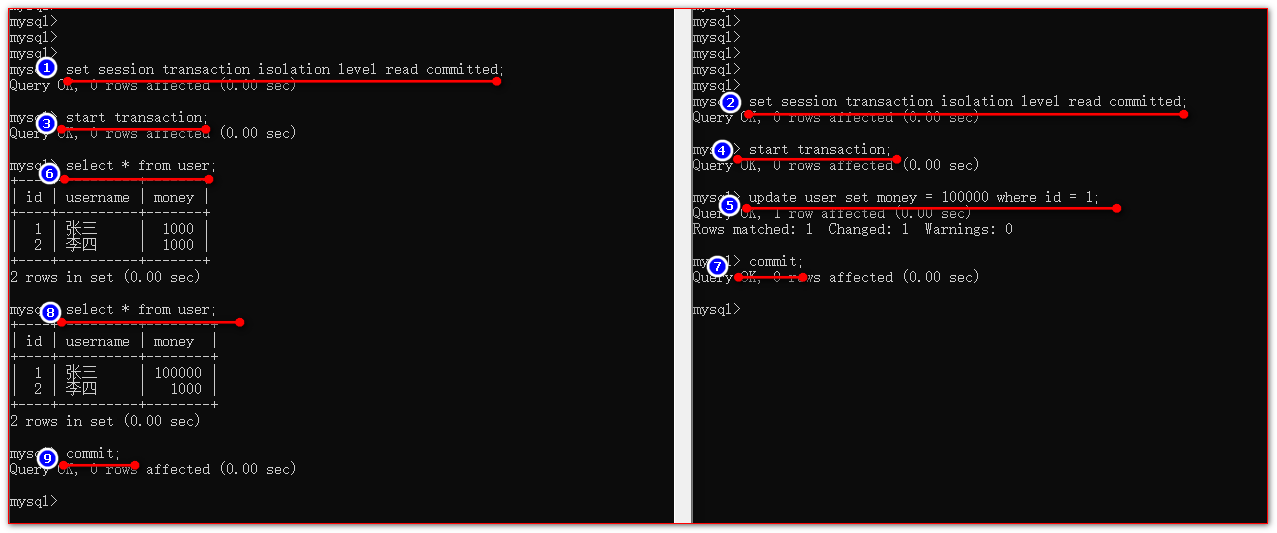 mysql>
mysql>
mysql>
mysql> set session transaction isolation level read committed;
Query OK, 0 rows affected (0.00 sec)
mysql> start transaction;
Query OK, 0 rows affected (0.00 sec)
mysql> select * from user;
+----+----------+--------+
| id | username | money |
+----+----------+--------+
| 1 | 张三 | 1000 |
| 2 | 李四 | 1000 |
+----+----------+--------+
2 rows in set (0.00 sec)
mysql> select * from user;
+----+----------+--------+
| id | username | money |
+----+----------+--------+
| 1 | 张三 | 100000 |
| 2 | 李四 | 1000 |
+----+----------+--------+
2 rows in set (0.00 sec)
mysql> commit;
Query OK, 0 rows affected (0.00 sec)
mysql>
1
3
6
8
9
mysql>
mysql>
mysql>
mysql>
mysql>
mysql> set session transaction isolation level read committed;
Query OK, 0 rows affected (0.00 sec)
mysql> start transaction;
Query OK, 0 rows affected (0.00 sec)
mysql> update user set money = 100000 where id = 1;
Query OK, 1 row affected (0.00 sec)
Rows matched: 1 Changed: 1 Warnings: 0
mysql> commit;
Query OK, 0 rows affected (0.00 sec)
mysql>
2
4
5
7